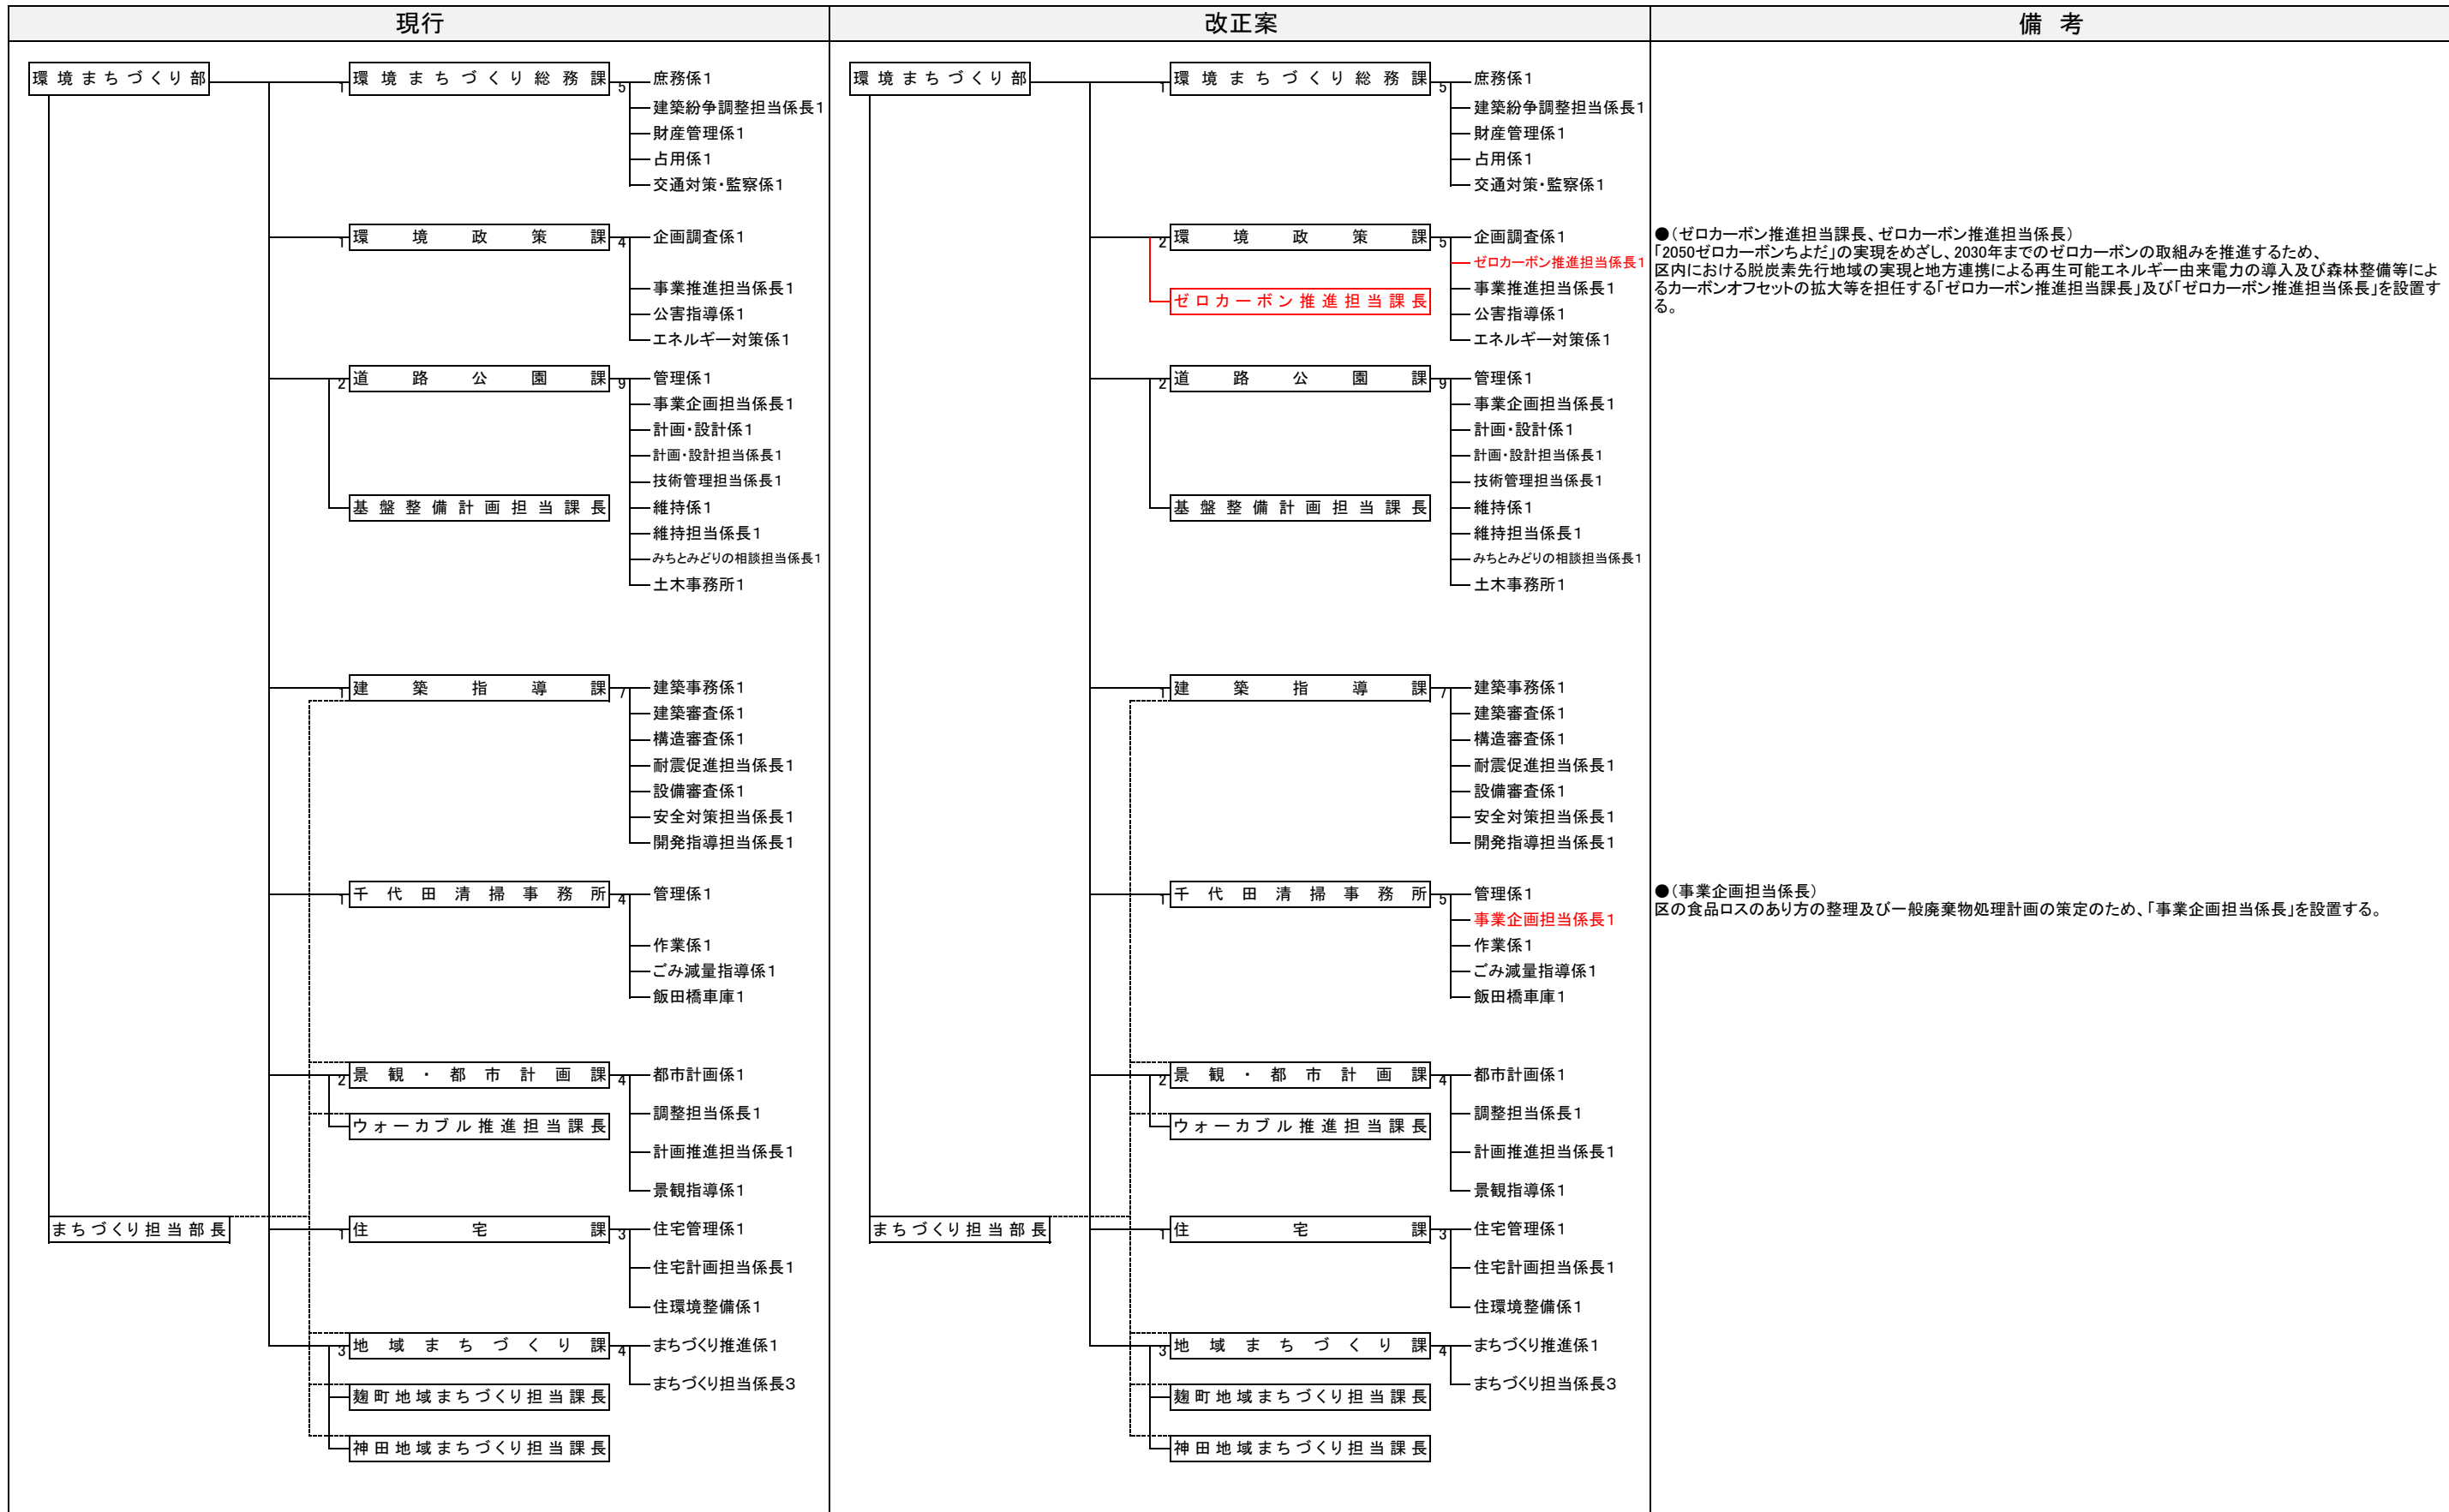 現行
環境まちづくり部
1
環境まちづくり総務課
5
庶務係1
建築紛争調整担当係長1
財産管理係1
占用係1
交通対策・監察係1
1
環境政策課
4
企画調査係1
事業推進担当係長1
公害指導係1
エネルギー対策係1
2
道路公園課
9
管理係1
事業企画担当係長1
計画・設計係1
計画・設計担当係長1
技術管理担当係長1
基盤整備計画担当課長
維持係1
維持担当係長1
みちとみどりの相談担当係長1
土木事務所1
1
建築指導課
7
建築事務係1
建築審査係1
構造審査係1
耐震促進担当係長1
設備審査係1
安全対策担当係長1
開発指導担当係長1
1
千代田清掃事務所
4
管理係1
作業係1
ごみ減量指導係1
飯田橋車庫1
2
景観・都市計画課
4
都市計画係1
調整担当係長1
ウォーカブル推進担当課長
計画推進担当係長1
景観指導係1
まちづくり担当部長
1
住宅課
3
住宅管理係1
住宅計画担当係長1
住環境整備係1
3
地域まちづくり課
4
まちづくり推進係1
まちづくり担当係長3
麹町地域まちづくり担当課長
神田地域まちづくり担当課長
改正案
環境まちづくり部
1
環境まちづくり総務課
5
庶務係1
建築紛争調整担当係長1
財産管理係1
占用係1
交通対策・監察係1
2
環境政策課
5
企画調査係1
ゼロカーボン推進担当係長1
事業推進担当係長1
ゼロカーボン推進担当課長
公害指導係1
エネルギー対策係1
2
道路公園課
9
管理係1
事業企画担当係長1
計画・設計係1
計画・設計担当係長1
技術管理担当係長1
基盤整備計画担当課長
維持係1
維持担当係長1
みちとみどりの相談担当係長1
土木事務所1
1
建築指導課
7
建築事務係1
建築審査係1
構造審査係1
耐震促進担当係長1
設備審査係1
安全対策担当係長1
開発指導担当係長1
1
千代田清掃事務所
5
管理係1
事業企画担当係長1
作業係1
ごみ減量指導係1
飯田橋車庫1
2
景観・都市計画課
4
都市計画係1
調整担当係長1
ウォーカブル推進担当課長
計画推進担当係長1
景観指導係1
まちづくり担当部長
1
住宅課
3
住宅管理係1
住宅計画担当係長1
住環境整備係1
3
地域まちづくり課
4
まちづくり推進係1
まちづくり担当係長3
麹町地域まちづくり担当課長
神田地域まちづくり担当課長
備 考
●(ゼロカーボン推進担当課長、ゼロカーボン推進担当係長)
「2050ゼロカーボンちよだ」の実現をめざし、2030年までのゼロカーボンの取組みを推進するため、
区内における脱炭素先行地域の実現と地方連携による再生可能エネルギー由来電力の導入及び森林整備等によ
るカーボンオフセットの拡大等を担任する「ゼロカーボン推進担当課長」及び「ゼロカーボン推進担当係長」を設置す
る。
●(事業企画担当係長)
区の食品ロスのあり方の整理及び一般廃棄物処理計画の策定のため、「事業企画担当係長」を設置する。